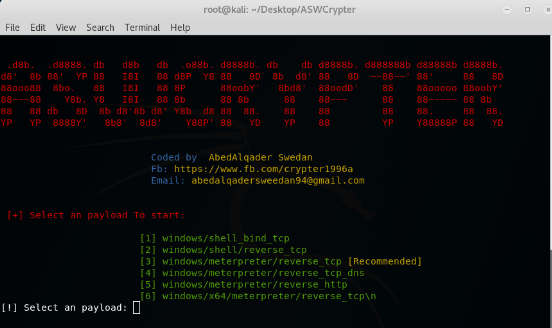 root@kali: ~/Desktop/ASWCrypter
File Edit View Search Terminal Help
Coded by AbedAlqader Swedan
Fb: https://www.fb.com/crypter1996a
Email: abedalqadersweedan94@gmail.com
[+] Select an payload To start:
[1] windows/shell_bind_tcp
[2] windows/shell/reverse_tcp
[3] windows/meterpreter/reverse_tcp [Recommended]
[4] windows/meterpreter/reverse_tcp_dns
[5] windows/meterpreter/reverse_http
[6] windows/x64/meterpreter/reverse_tcp\n
[!] Select an payload: